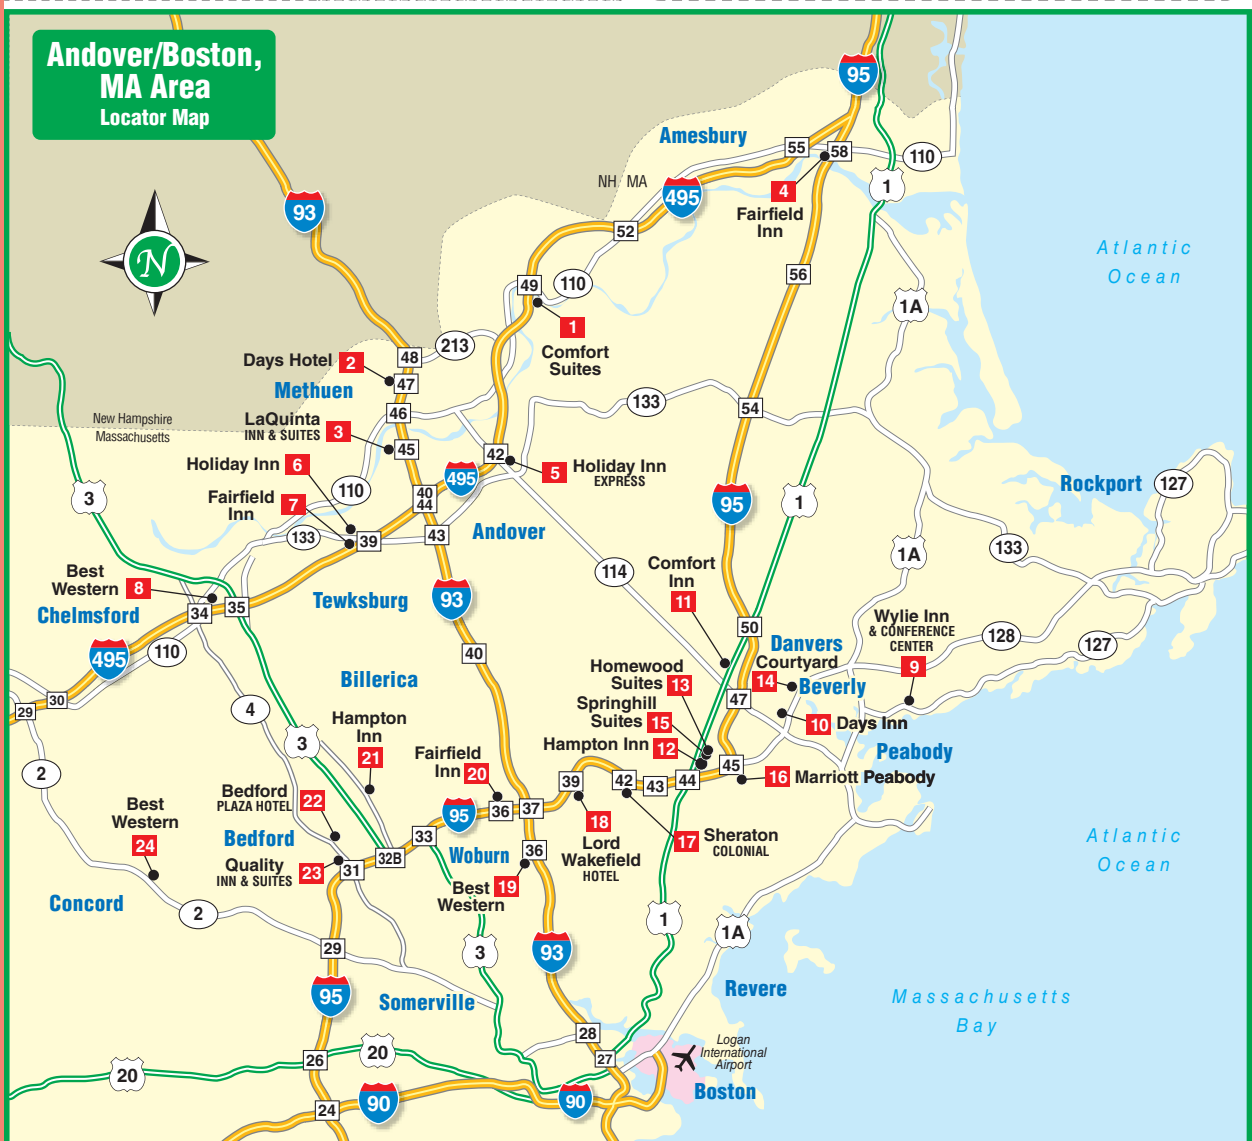 Andover/Boston,
MA Area
Locator Map
N
93
95
Amesbury
55
58
110
1
NH MA
495
4
Fairfield
Inn
52
Atlantic
Ocean
56
49
110
1A
1
Comfort
Suites
213
48
Days Hotel 2
47
Methuen
46
133
54
New Hampshire
Massachusetts
LaQuinta
INN & SUITES 3
45
42
Holiday Inn 6
495
5 Holiday Inn
EXPRESS
Rockport
127
3
110
40
44
Fairfield
Inn 7
95
1
133
39
43
Andover
1A
133
Best
Western 8
114
Comfort
Inn
11
Chelmsford
34
35
Tewksburg
93
Wylie Inn
& CONFERENCE
CENTER
9
50
Danvers
128
127
495
110
40
Homewood
Suites 13
Courtyard
14
Beverly
Billerica
30
29
4
47
Springhill
Suites 15
10 Days Inn
Hampton
Inn
21
3
Hampton Inn 12
Peabody
2
Fairfield
Inn 20
39
42
43
44
45
16 Marriott Peabody
Bedford
PLAZA HOTEL 22
95
36
37
Best
Western
24
18
Lord
Wakefield
HOTEL
17 Sheraton
COLONIAL
Bedford
33
32B
Woburn
36
Atlantic
Ocean
Quality
INN & SUITES 23
31
Best 19
Western
Concord
2
1
1A
29
3
93
95
Somerville
Revere
Massachusetts
Bay
28
27
Logan
International
Airport
26
20
20
Boston
24
90
90